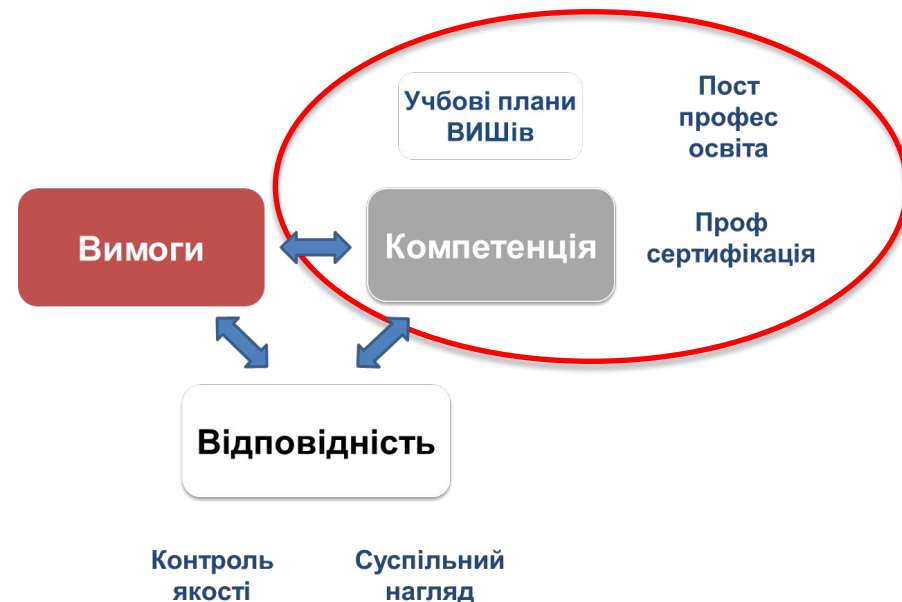 Учбові плани
ВИШів
Пост
профес
освіта
Вимоги
Компетенція
Проф
сертифікація
Відповідність
Контроль
якості
Суспільний
нагляд